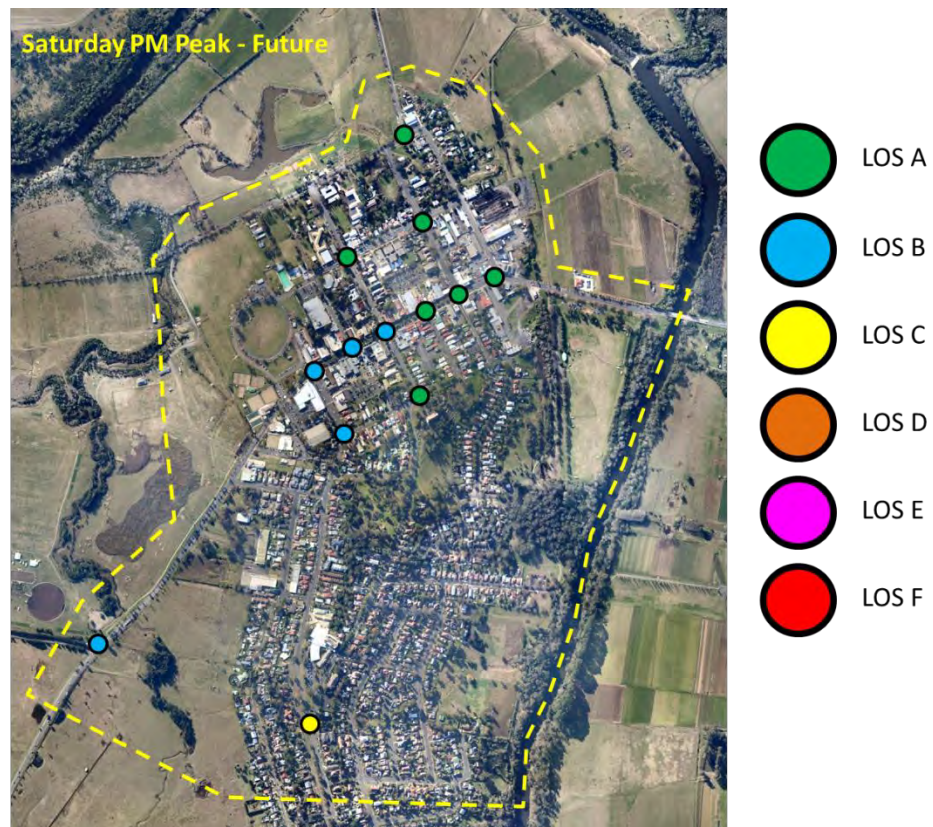 Saturday PM Peak - Future
LOS A
LOS B
LOS C
LOS D
LOS E
LOS F